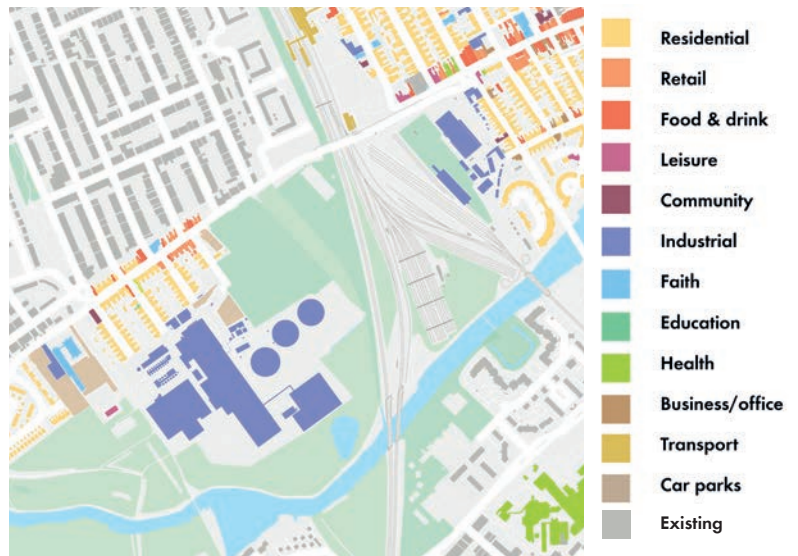 Residential
Retail
Food & drink
Leisure
Community
Industrial
Faith
Education
Health
Business/office
Transport
Car parks
Existing